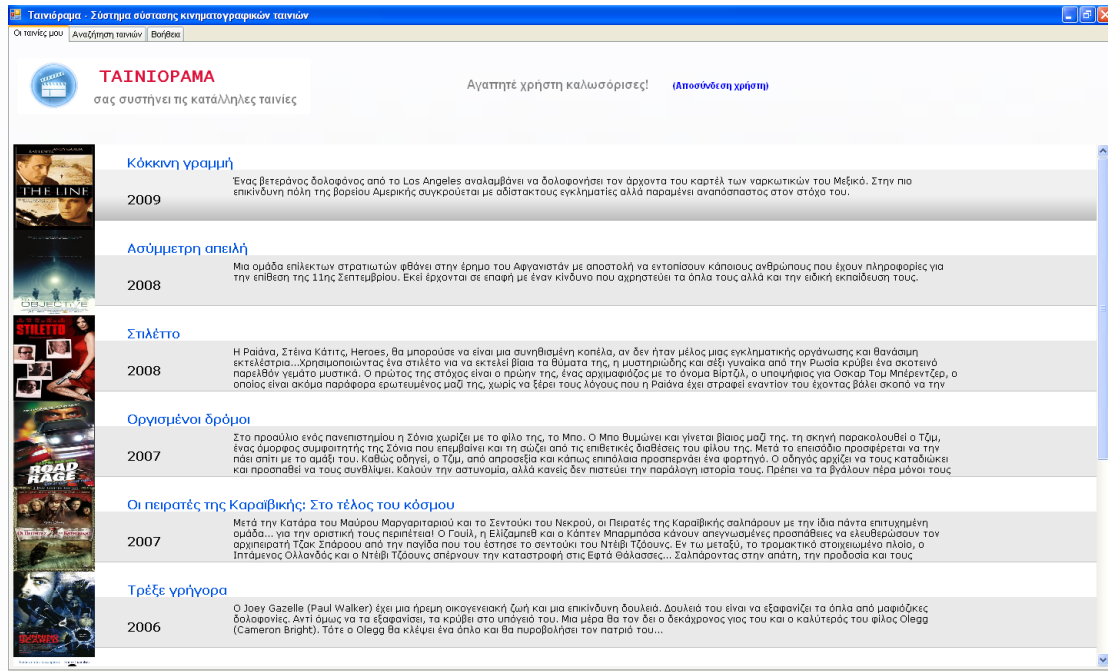 Ταινιόραμα - Σύστημα σύστασης κινηματογραφικών ταινιών
Οι ταινίες μου Αναζήτηση ταινιών Βοήθεια
ΤΑΙΝΙΟΡΑΜΑ
σας συστήνει τις κατάλληλες ταινίες
Αγαπητέ χρήστη καλωσόρισες! (Αποσύνδεση χρήστη)
THE LINE
Κόκκινη γραμμή
2009
Ένας βετεράνος δολοφόνος από το Los Angeles αναλαμβάνει να δολοφονήσει τον άρχοντα του καρτέλ των ναρκωτικών του Μεξικό. Στην πιο
επικίνδυνη πόλη της βορείου Αμερικής συγκρούεται με αδίστακτους εγκληματίες αλλά παραμένει αναπόσπαστος στον στόχο του.
OBJECTIVE
Ασύμμετρη απειλή
2008
Μια ομάδα επίλεκτων στρατιωτών φθάνει στην έρημο του Αφγανιστάν με αποστολή να εντοπίσουν κάποιους ανθρώπους που έχουν πληροφορίες για
την επίθεση της 11ης Σεπτεμβρίου. Εκεί έρχονται σε επαφή με έναν κίνδυνο που αχρηστεύει τα όπλα τους αλλά και την ειδική εκπαίδευση τους.
STILETTO
Στιλέττο
2008
Η Ραιάνα, Στέινα Κάτιτς, Heroes, θα μπορούσε να είναι μια συνηθισμένη κοπέλα, αν δεν ήταν μέλος μιας εγκληματικής οργάνωσης και θανάσιμη
εκτελέστρια...Χρησιμοποιώντας ένα στιλέτο για να εκτελεί βίαια τα θύματα της, η μυστηριώδης και σέξι γυναίκα από την Ρωσία κρύβει ένα σκοτεινό
παρελθόν γεμάτο μυστικά. Ο πρώτος της στόχος είναι ο πρώην της, ένας αρχιμαφιόζος με το όνομα Βίρτζιλ, ο υποψήφιος για Οσκαρ Τομ Μπέρεντζερ, ο
οποίος είναι ακόμα παράφορα ερωτευμένος μαζί της, χωρίς να ξέρει τους λόγους που η Ραιάνα έχει στραφεί εναντίον του έχοντας βάλει σκοπό να την
ROAD
RAGE
Οργισμένοι δρόμοι
2007
Στο προαύλιο ενός πανεπιστημίου η Σόνια χωρίζει με το φίλο της, το Μπο. Ο Μπο θυμώνει και γίνεται βίαιος μαζί της. τη σκηνή παρακολουθεί ο Τζιμ,
ένας όμορφος συμφοιτητής της Σόνια που επεμβαίνει και τη σώζει από τις επιθετικές διαθέσεις του φίλου της. Μετά το επεισόδιο προσφέρεται να την
πάει σπίτι με το αμάξι του. Καθώς οδηγεί, ο Τζιμ, από απροσεξία και κάπως επιπόλαια προσπερνάει ένα φορτηγό. Ο οδηγός αρχίζει να τους καταδιώκει
και προσπαθεί να τους συνθλίψει. Καλούν την αστυνομία, αλλά κανείς δεν πιστεύει την παράλογη ιστορία τους. Πρέπει να τα βγάλουν πέρα μόνοι τους
Οι πειρατές της Καραϊβικής: Στο τέλος του κόσμου
2007
Μετά την Κατάρα του Μαύρου Μαργαριταριού και το Σεντούκι του Νεκρού, οι Πειρατές της Καραϊβικής σαλπάρουν με την ίδια πάντα επιτυχημένη
ομάδα... για την οριστική τους περιπέτεια! Ο Γουίλ, η Ελίζαμπεθ και ο Κάπτεν Μπαρμπόσα κάνουν απεγνωσμένες προσπάθειες να ελευθερώσουν τον
αρχιπειρατή Τζακ Σπάροου από την παγίδα που του έστησε το σεντούκι του Ντέιβι Τζόουνς. Εν τω μεταξύ, το τρομακτικό στοιχειωμένο πλοίο, ο
Ιπτάμενος Ολλανδός και ο Ντέιβι Τζόουνς σπέρνουν την καταστροφή στις Εφτά Θάλασσες... Σαλπάροντας στην απάτη, την προδοσία και τους
RUNNING
SCARED
Τρέξε γρήγορα
2006
Ο Joey Gazelle (Paul Walker) έχει μια ήρεμη οικογενειακή ζωή και μια επικίνδυνη δουλειά. Δουλειά του είναι να εξαφανίζει τα όπλα από μαφιόζικες
δολοφονίες. Αντί όμως να τα εξαφανίσει, τα κρύβει στο υπόγειό του. Μια μέρα θα τον δει ο δεκάχρονος γιος του και ο καλύτερός του φίλος Olegg
(Cameron Bright). Τότε ο Olegg θα κλέψει ένα όπλο και θα πυροβολήσει τον πατριό του...